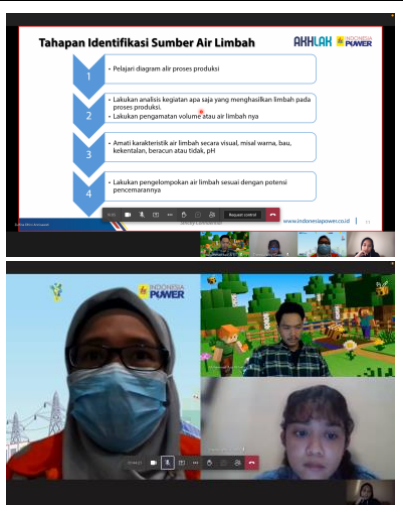 Tahapan Identifikasi Sumber Air Limbah
AKHLAK
INDONESIA
POWER
1
• Pelajari diagram alir proses produksi
2
• Lakukan analisis kegiatan apa saja yang menghasilkan limbah pada
proses produksi.
• Lakukan pengamatan volume atau air limbah nya
3
• Amati karakteristik air limbah secara visual, misal warna, bau,
kekentalan, beracun atau tidak, pH
4
• Lakukan pengelompokan air limbah sesuai dengan potensi
pencemarannya
Request control
www.indonesiapower.co.id
INDONESIA
POWER